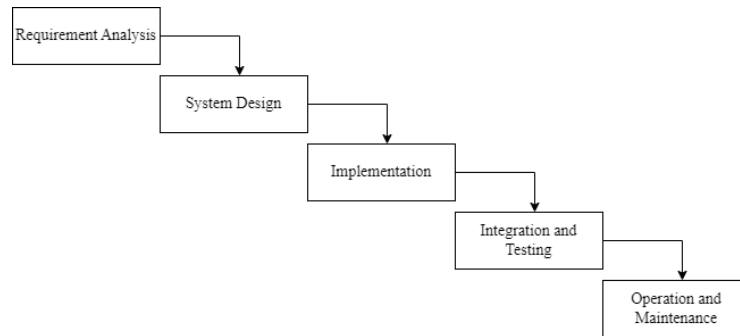 Requirement Analysis
System Design
Implementation
Integration and
Testing
Operation and
Maintenance